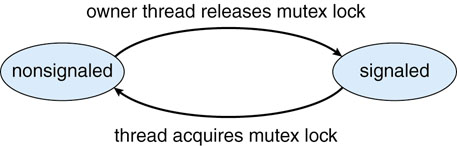 owner thread releases mutex lock
nonsignaled
signaled
thread acquires mutex lock